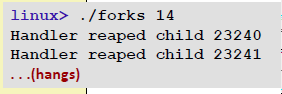 linux> ./forks 14
Handler reaped child 23240
Handler reaped child 23241
...(hangs)